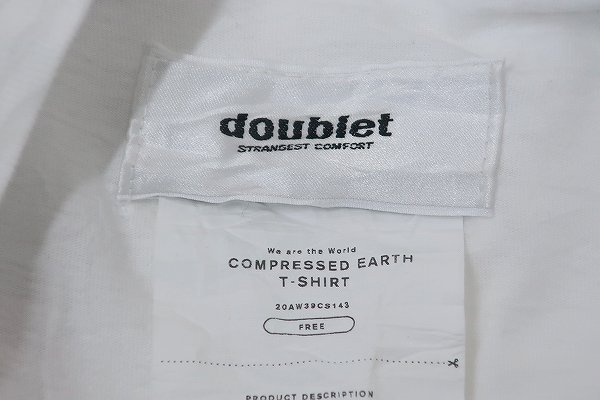 doublet
STRANGEST COMFORT
We are the World
COMPRESSED EARTH
T-SHIRT
20AW39CS143
FREE
PRODUCT DESCRIPTION